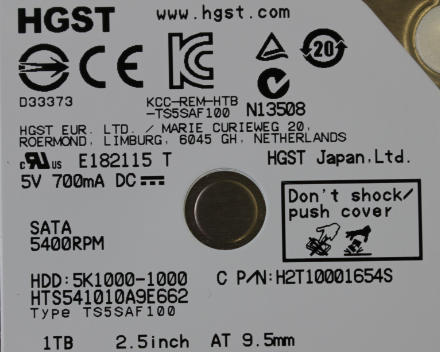 HGST www.hgst.com
20
D33373 KCC-REM-HTB
-TS5SAF100 N13508
HGST EUR. LTD. / MARIE CURIEWEG 20,
ROERMOND, LIMBURG, 6045 GH, NETHERLANDS
c RU us E182115 T HGST Japan,Ltd.
5V 700mA DC
Don't shock/
push cover
SATA
5400RPM
HDD:5K1000-1000 C P/N:H2T10001654S
HTS541010A9E662
Type TS5SAF100
1TB 2.5inch AT 9.5mm